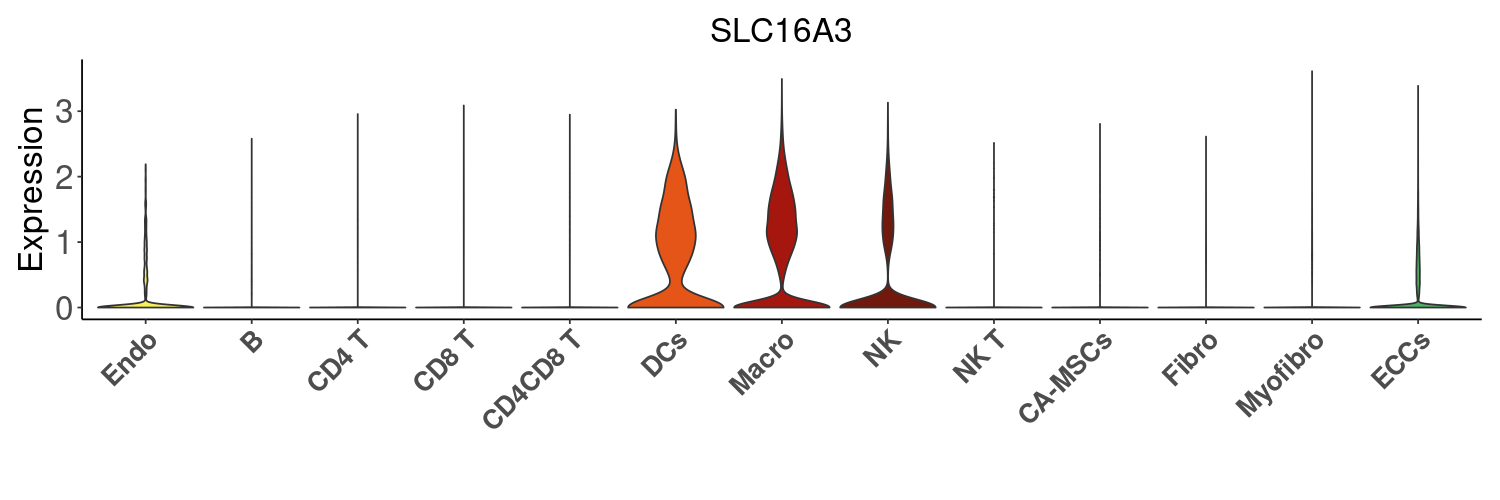 SLC16A3
Expression
3
2
1
0
Endo
B
CD4 T
CD8 T
CD4CD8 T
DCs
Macro
NK
NK T
CA-MSCs
Fibro
Myofibro
ECCs